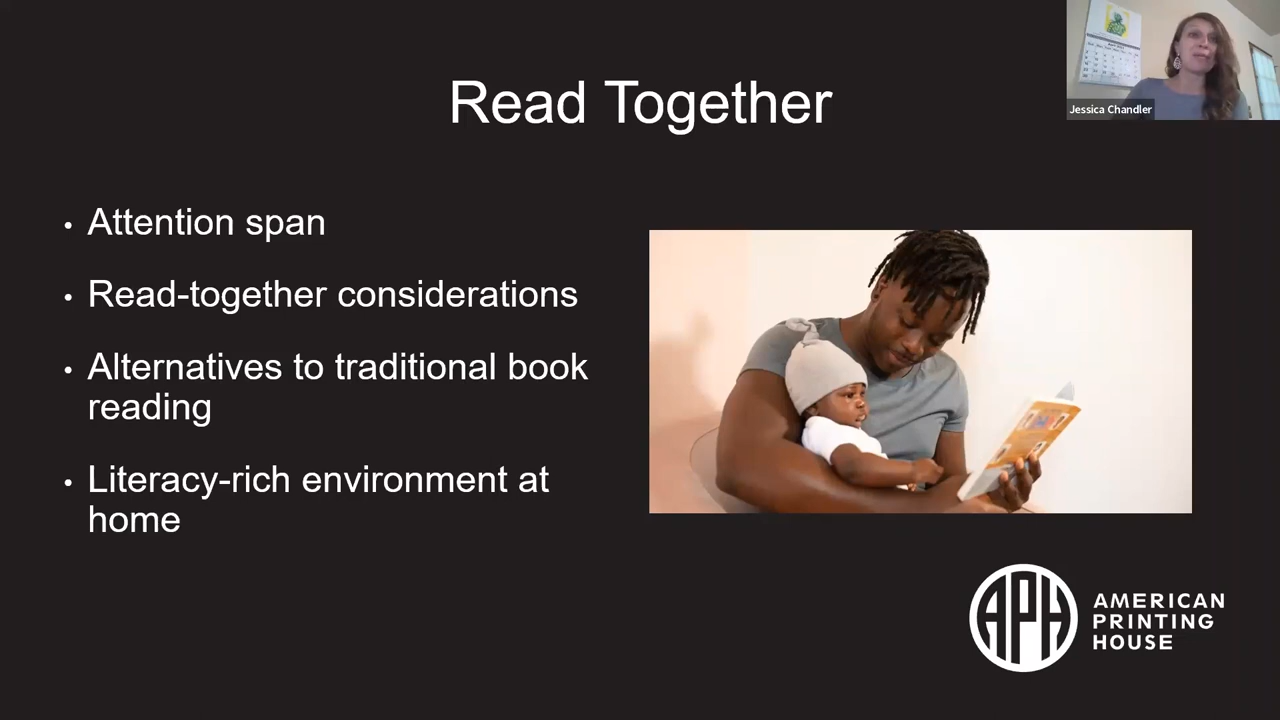 Read Together
Jessica Chandler
• Attention span
• Read-together considerations
• Alternatives to traditional book
reading
• Literacy-rich environment at
home
APH
AMERICAN
PRINTING
HOUSE